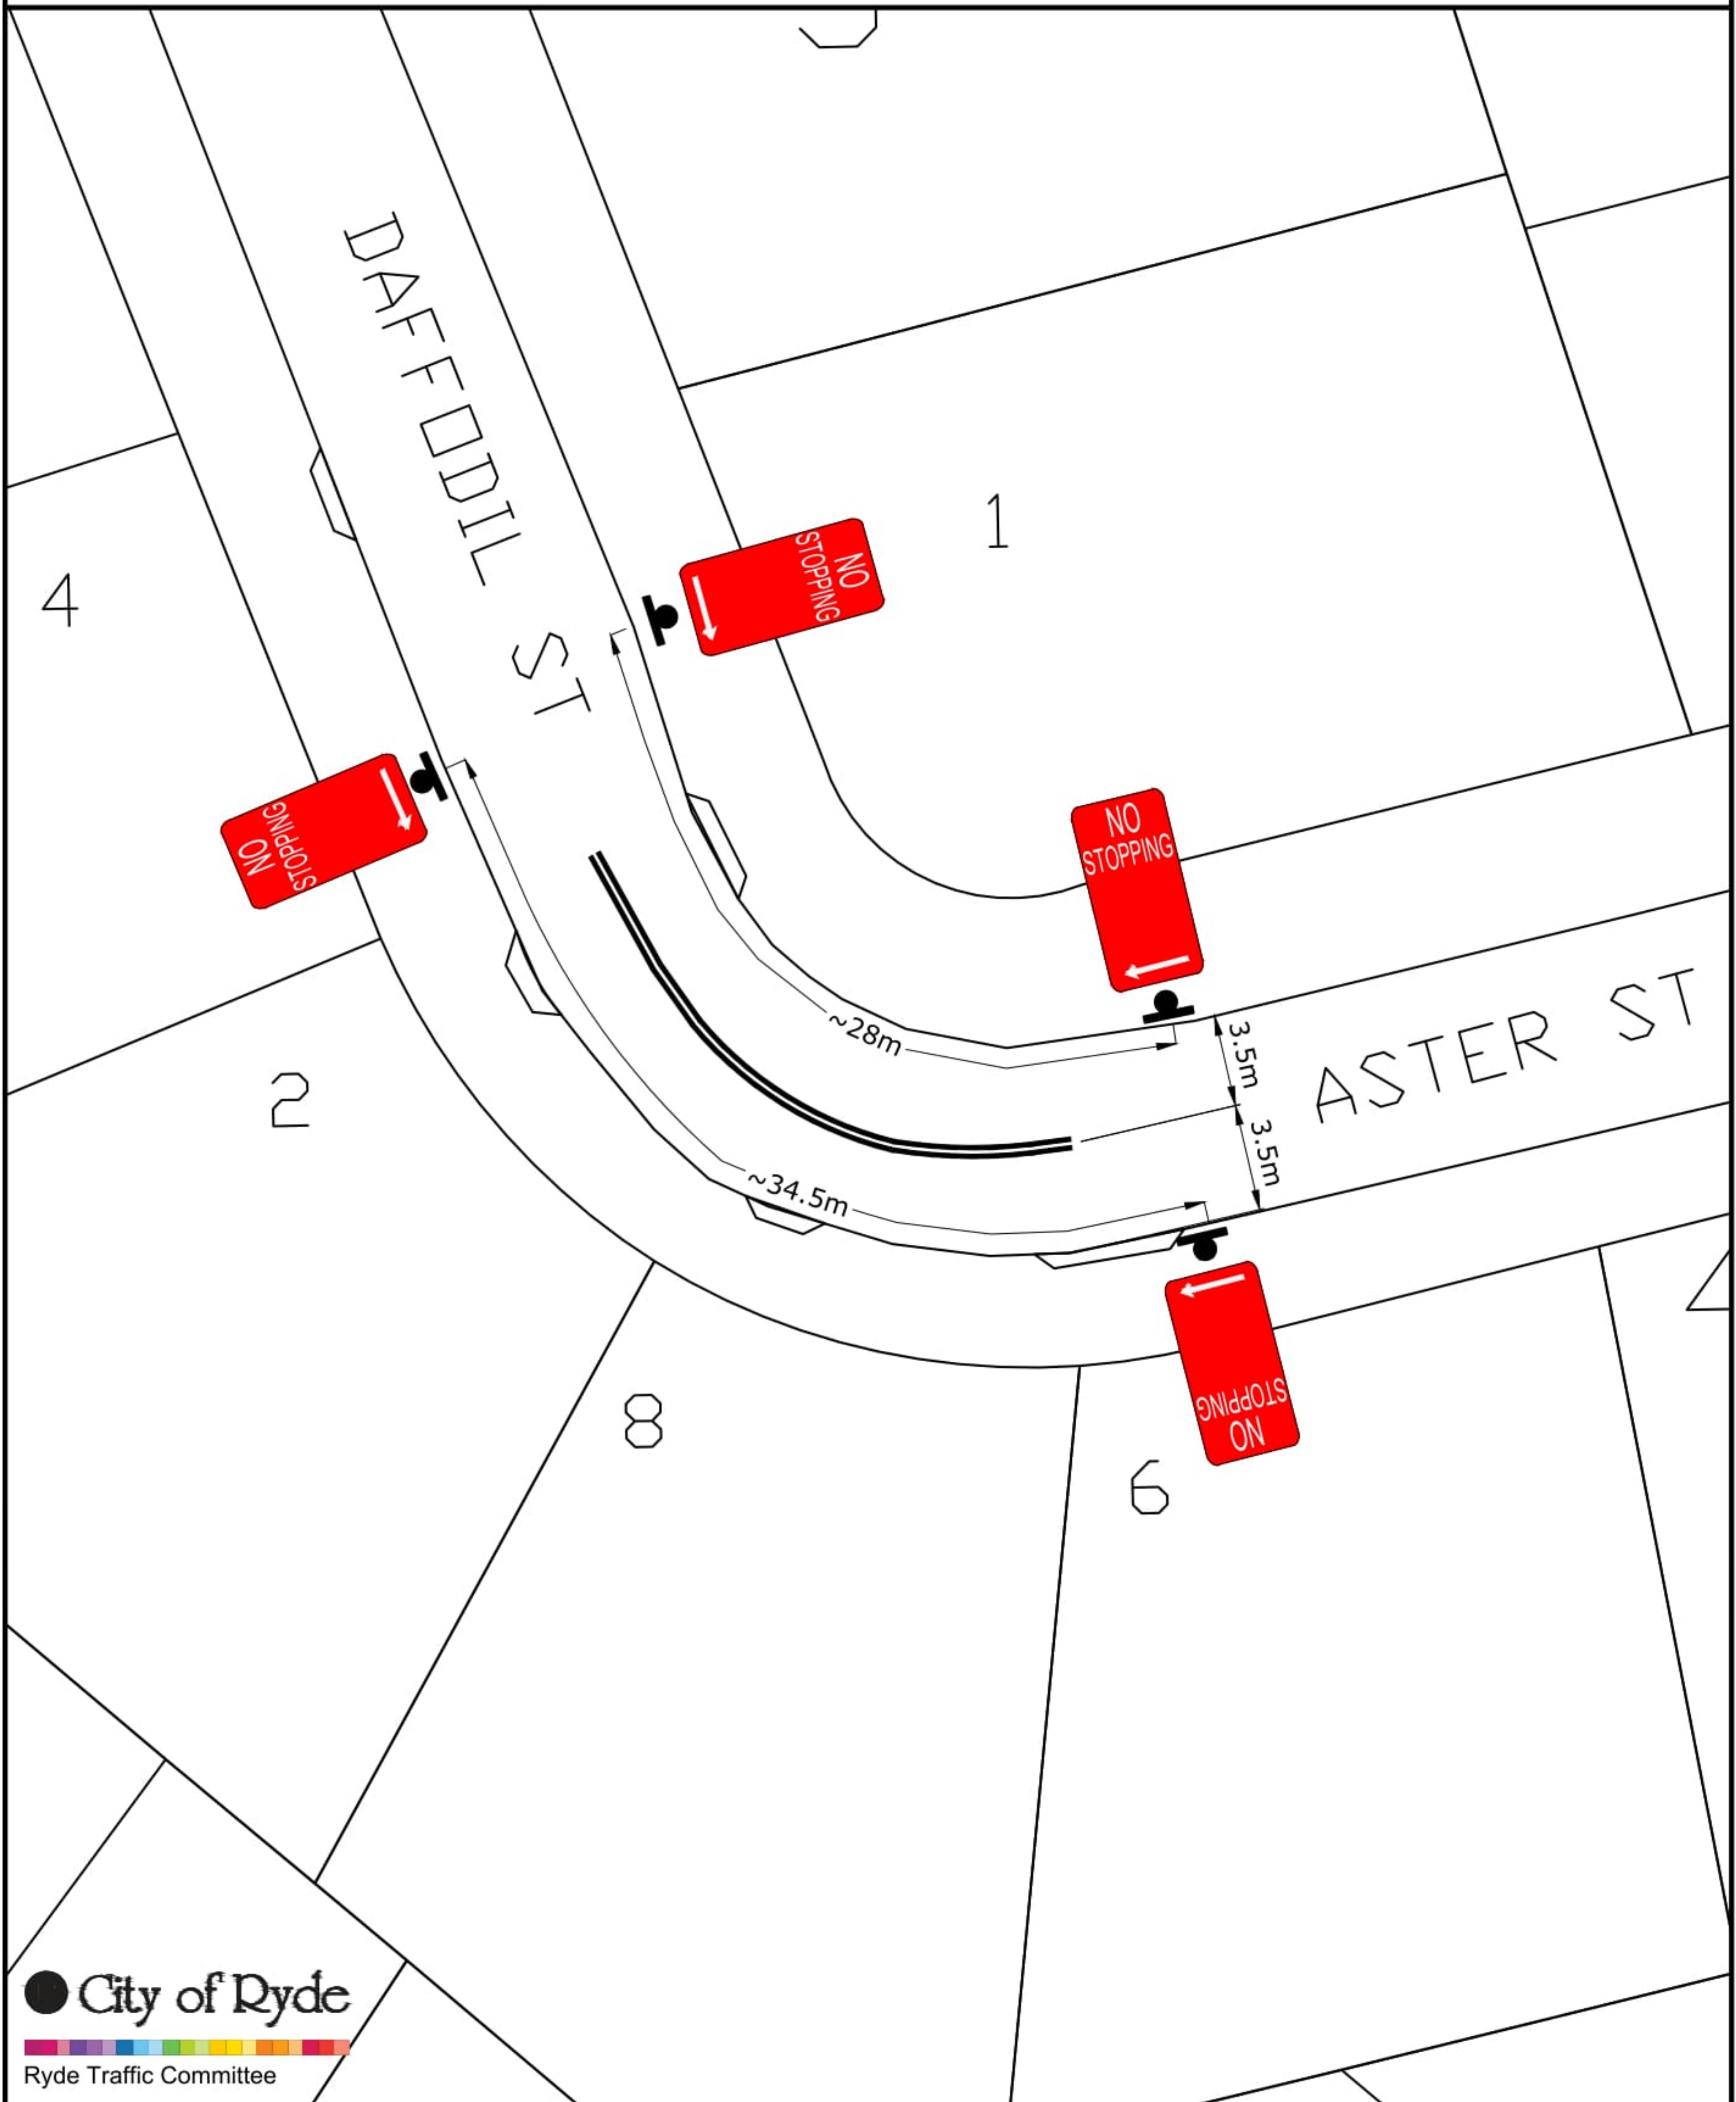 DAFFODIL ST
1
NO
STOPPING
4
NO
STOPPING
NO
STOPPING
ASTER ST
~28m
3.5m
3.5m
2
~34.5m
NO
STOPPING
8
6
City of Ryde
Ryde Traffic Committee